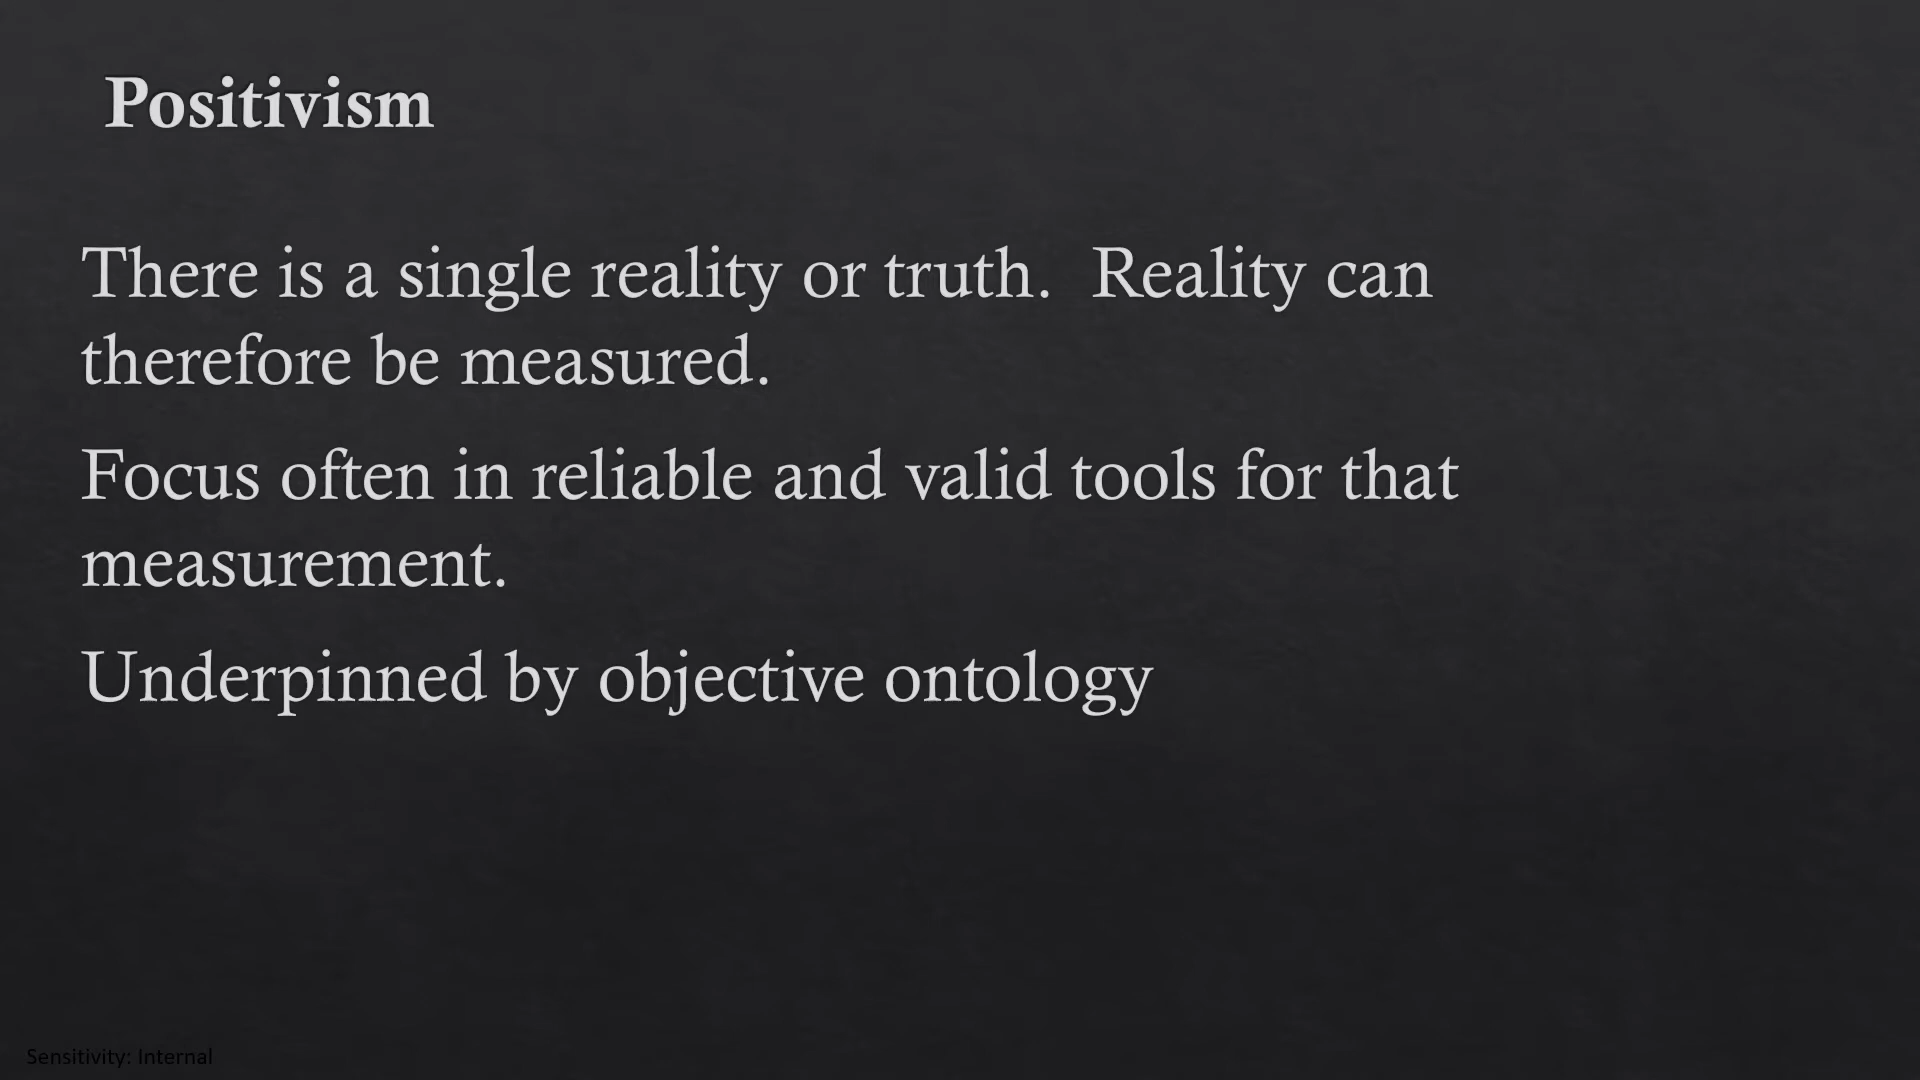 Positivism
There is a single reality or truth.  Reality can
therefore be measured.
Focus often in reliable and valid tools for that
measurement.
Underpinned by objective ontology
Sensitivity: Internal